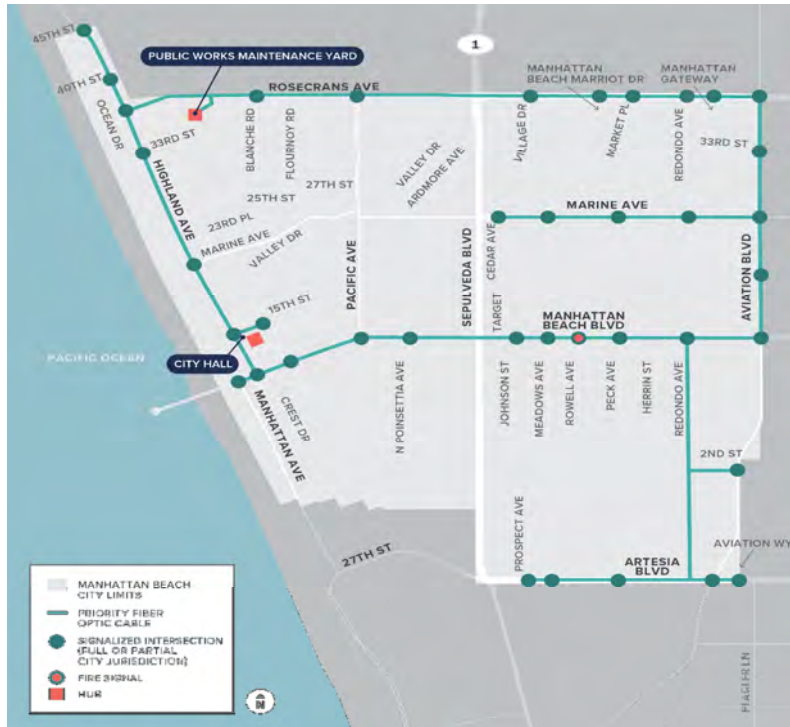 45TH ST
PUBLIC WORKS MAINTENANCE YARD
1
40TH ST
ROSECRANS AVE
MANHATTAN
BEACH MARRIOT DR
MANHATTAN
GATEWAY
OCEAN DR
33RD ST
BLANCHE RD
FLOURNOY RD
VILLAGE DR
MARKET PL
REDONDO AVE
33RD ST
HIGHLAND AVE
27TH ST
VALLEY DR
ARDMORE AVE
25TH ST
23RD PL
MARINE AVE
MARINE AVE
VALLEY DR
PACIFIC AVE
SEPULVEDA BLVD
CEDAR AVE
AVIATION BLVD
15TH ST
TARGET
MANHATTAN
BEACH BLVD
PACIFIC OCEAN
CITY HALL
MANHATTAN AVE
CREST DR
N POINSETTIA AVE
JOHNSON ST
MEADOWS AVE
ROWELL AVE
PECK AVE
HERRIN ST
REDONDO AVE
2ND ST
27TH ST
PROSPECT AVE
ARTESIA
BLVD
AVIATION WY
MANHATTAN BEACH
CITY LIMITS
PRIORITY FIBER
OPTIC CABLE
SIGNALIZED INTERSECTION
(FULL OR PARTIAL
CITY JURISDICTION)
FIRE SIGNAL
HUB
N
FLAGLER LN